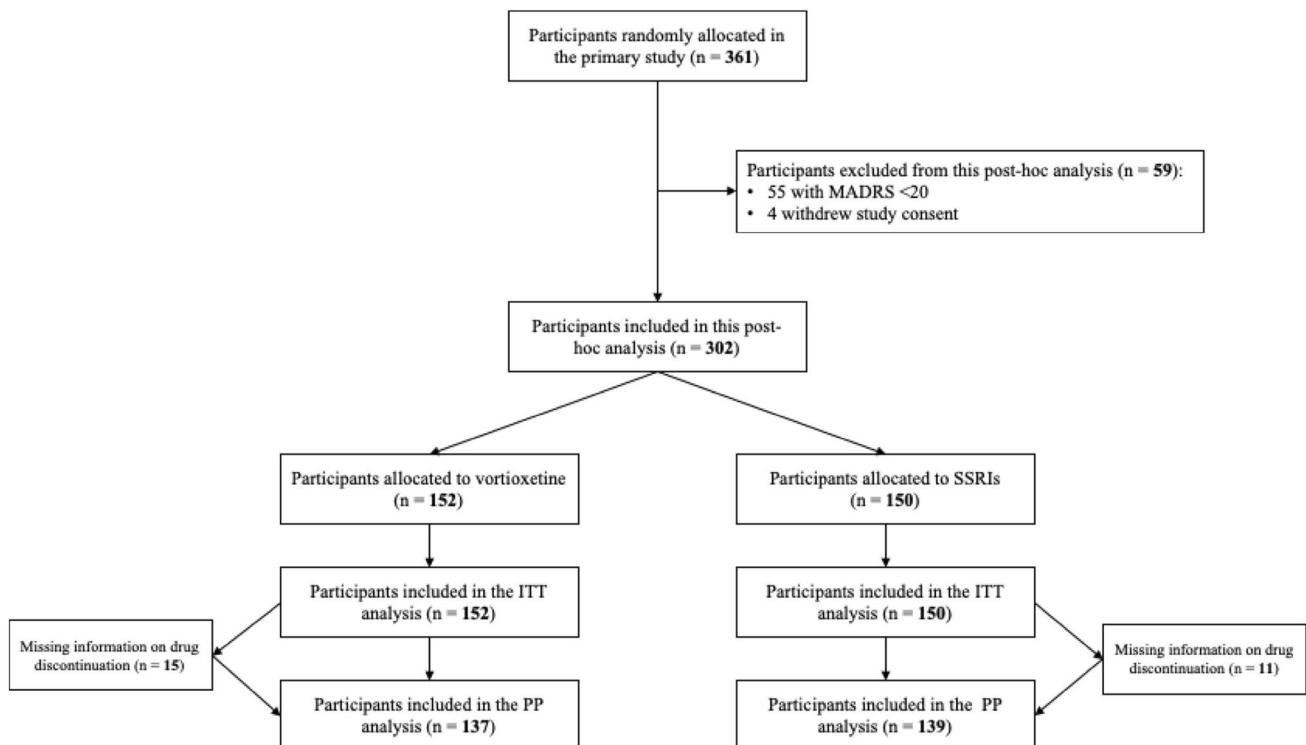 Participants randomly allocated in
the primary study (n = 361)
Participants excluded from this post-hoc analysis (n = 59):
• 55 with MADRS <20
• 4 withdrew study consent
Participants included in this post-
hoc analysis (n = 302)
Participants allocated to vortioxetine
(n = 152)
Participants allocated to SSRIs
(n = 150)
Participants included in the ITT
analysis (n = 152)
Participants included in the ITT
analysis (n = 150)
Missing information on drug
discontinuation (n = 15)
Missing information on drug
discontinuation (n = 11)
Participants included in the PP
analysis (n = 137)
Participants included in the PP
analysis (n = 139)